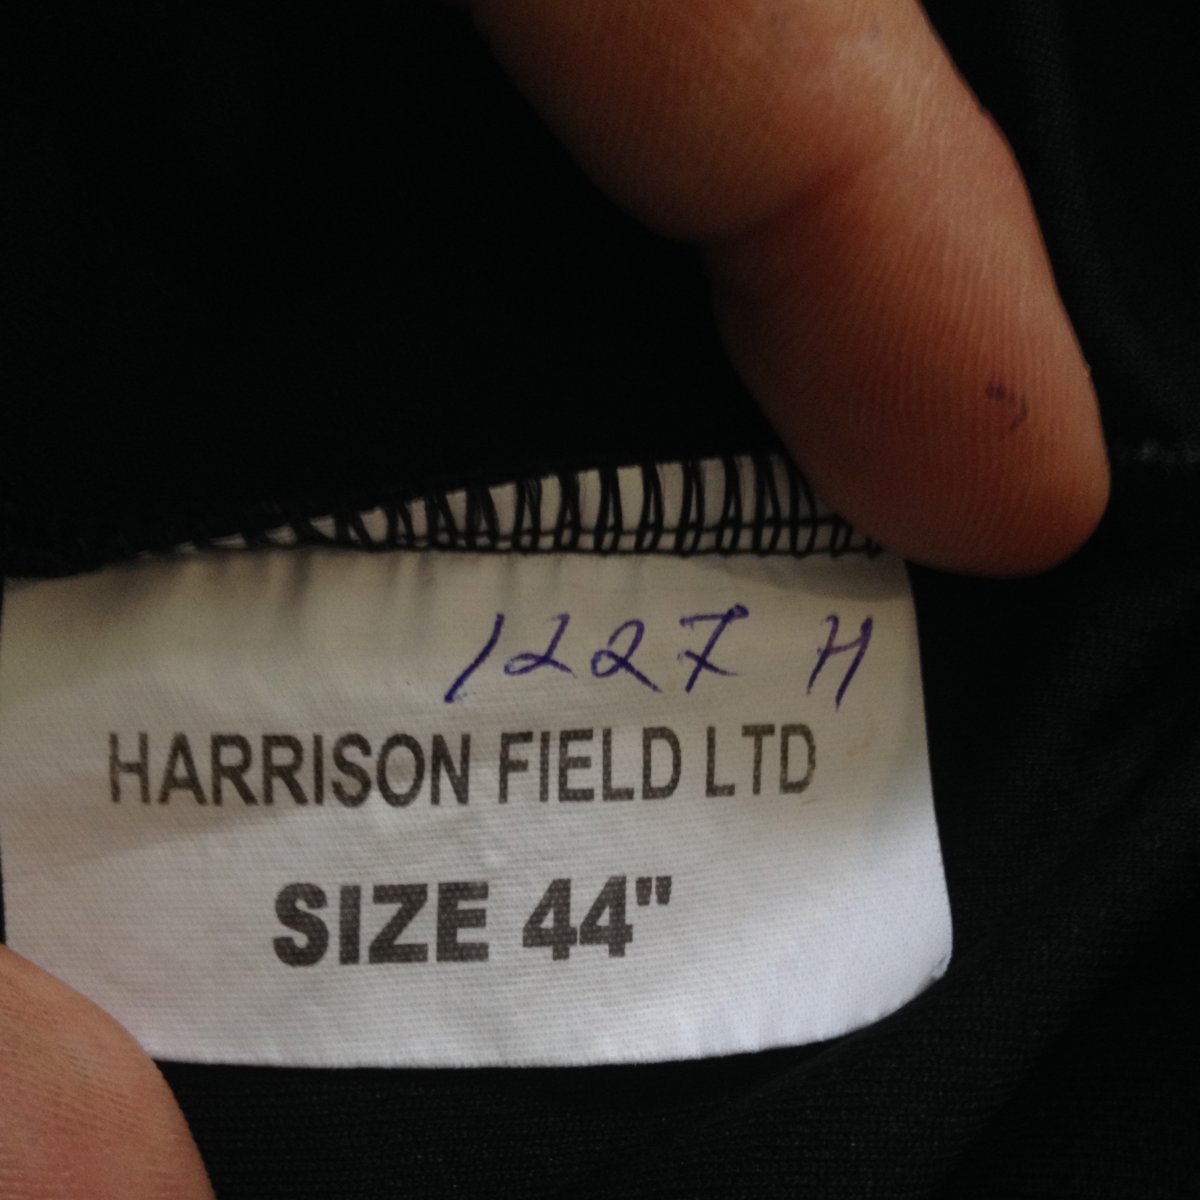 1227 H
HARRISON FIELD LTD
SIZE 44"